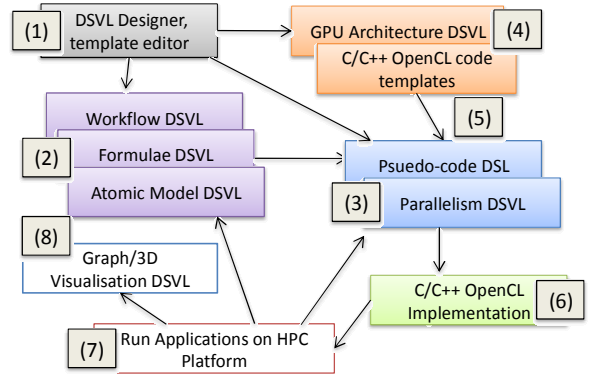 (1)
DSVL Designer,
template editor
GPU Architecture DSVL
(4)
C/C++ OpenCL code
templates
(5)
Workflow DSVL
(2)
Formulae DSVL
Atomic Model DSVL
Psuedo-code DSL
(3)
Parallelism DSVL
(8)
Graph/3D
Visualisation DSVL
C/C++ OpenCL
Implementation
(6)
(7)
Run Applications on HPC
Platform